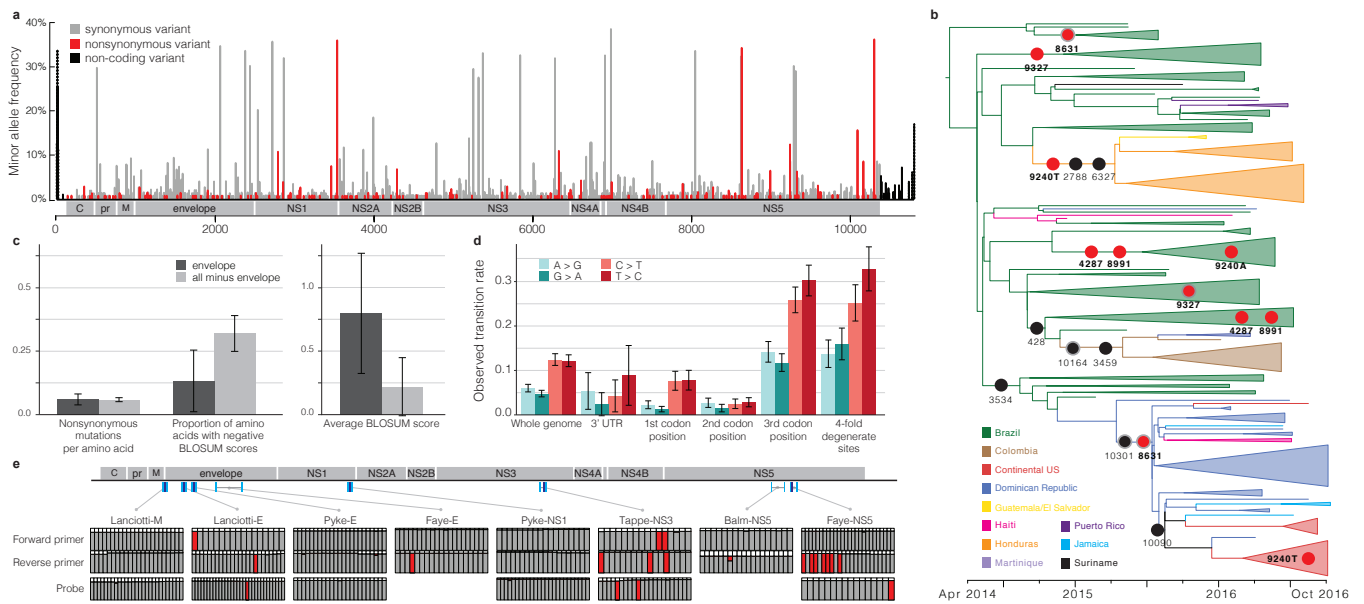 a
40%
30%
20%
10%
0%
Minor allele frequency
synonymous variant
nonsynonymous variant
non-coding variant
C pr M envelope NS1 NS2A NS2B NS3 NS4A NS4B NS5
0 2000 4000 6000 8000 10000
b
8631
9327
9240T 2788 6327
4287 8991 9240A
9327
4287 8991
428
10164 3459
3534
10301 8631
10090
9240T
Brazil
Colombia
Continental US
Dominican Republic
Guatemala/El Salvador
Haiti
Honduras
Martinique
Puerto Rico
Jamaica
Suriname
Apr 2014 2015 2016 Oct 2016
c
envelope
all minus envelope
0.5
0.25
0.0
Nonsynonymous
mutations
per amino acid
Proportion of amino
acids with negative
BLOSUM scores
1.0
0.5
0.0
Average BLOSUM score
d
A > G C > T
G > A T > C
Observed transition rate
0.3
0.2
0.1
0.0
Whole genome
3' UTR
1st codon
position
2nd codon
position
3rd codon
position
4-fold
degenerate
sites
e
C pr M envelope NS1 NS2A NS2B NS3 NS4A NS4B NS5
Lanciotti-M Lanciotti-E Pyke-E Faye-E Pyke-NS1 Tappe-NS3 Balm-NS5 Faye-NS5
Forward primer
Reverse primer
Probe